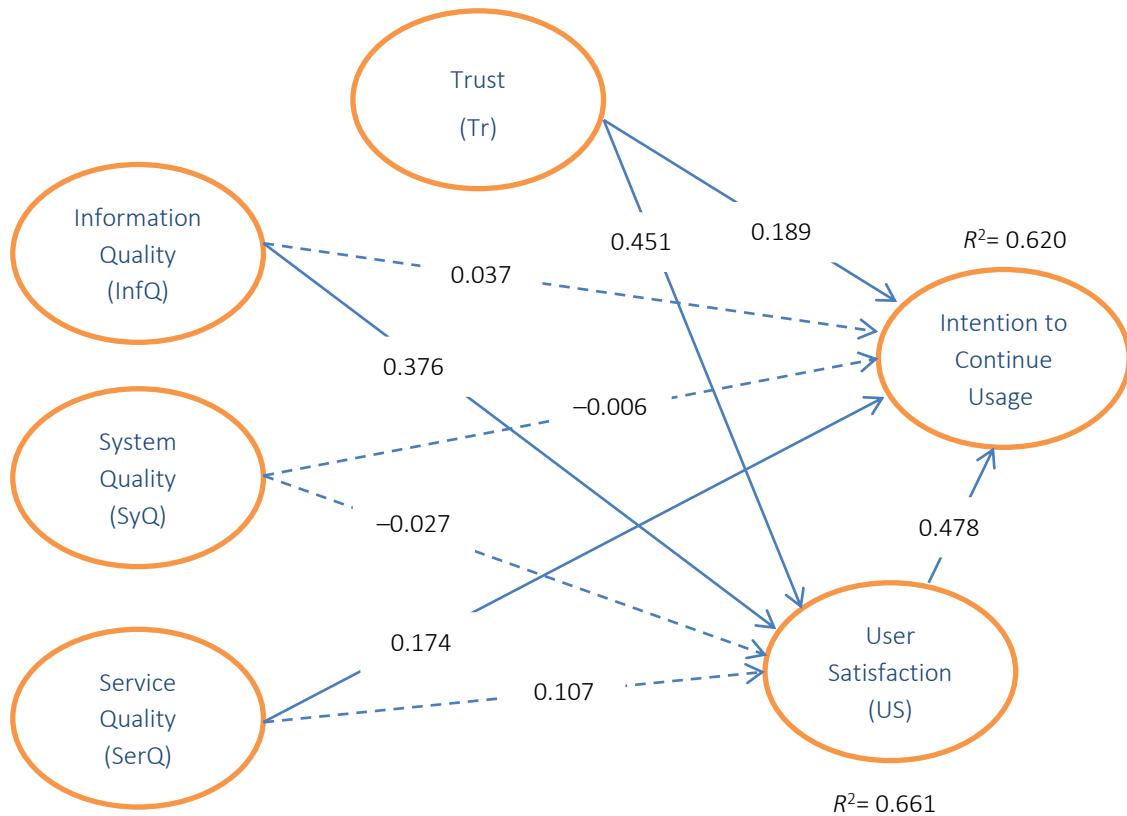 Trust
(Tr)
Information
Quality
(InfQ)
0.451
0.189
R²= 0.620
0.037
Intention to
Continue
Usage
0.376
−0.006
System
Quality
(SyQ)
−0.027
0.478
0.174
User
Satisfaction
(US)
Service
Quality
(SerQ)
0.107
R²= 0.661